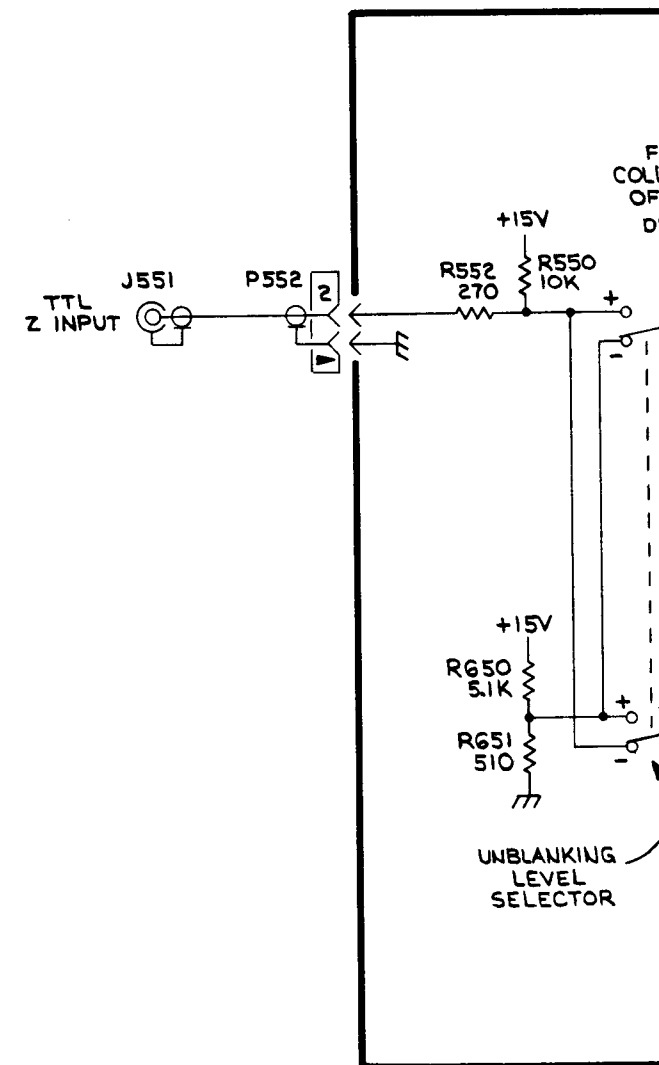 +15V
J551
P552
2
R552
270
R550
10K
TTL
Z INPUT
+
-
+15V
R650
5.1K
R651
510
+
-
UNBLANKING
LEVEL
SELECTOR